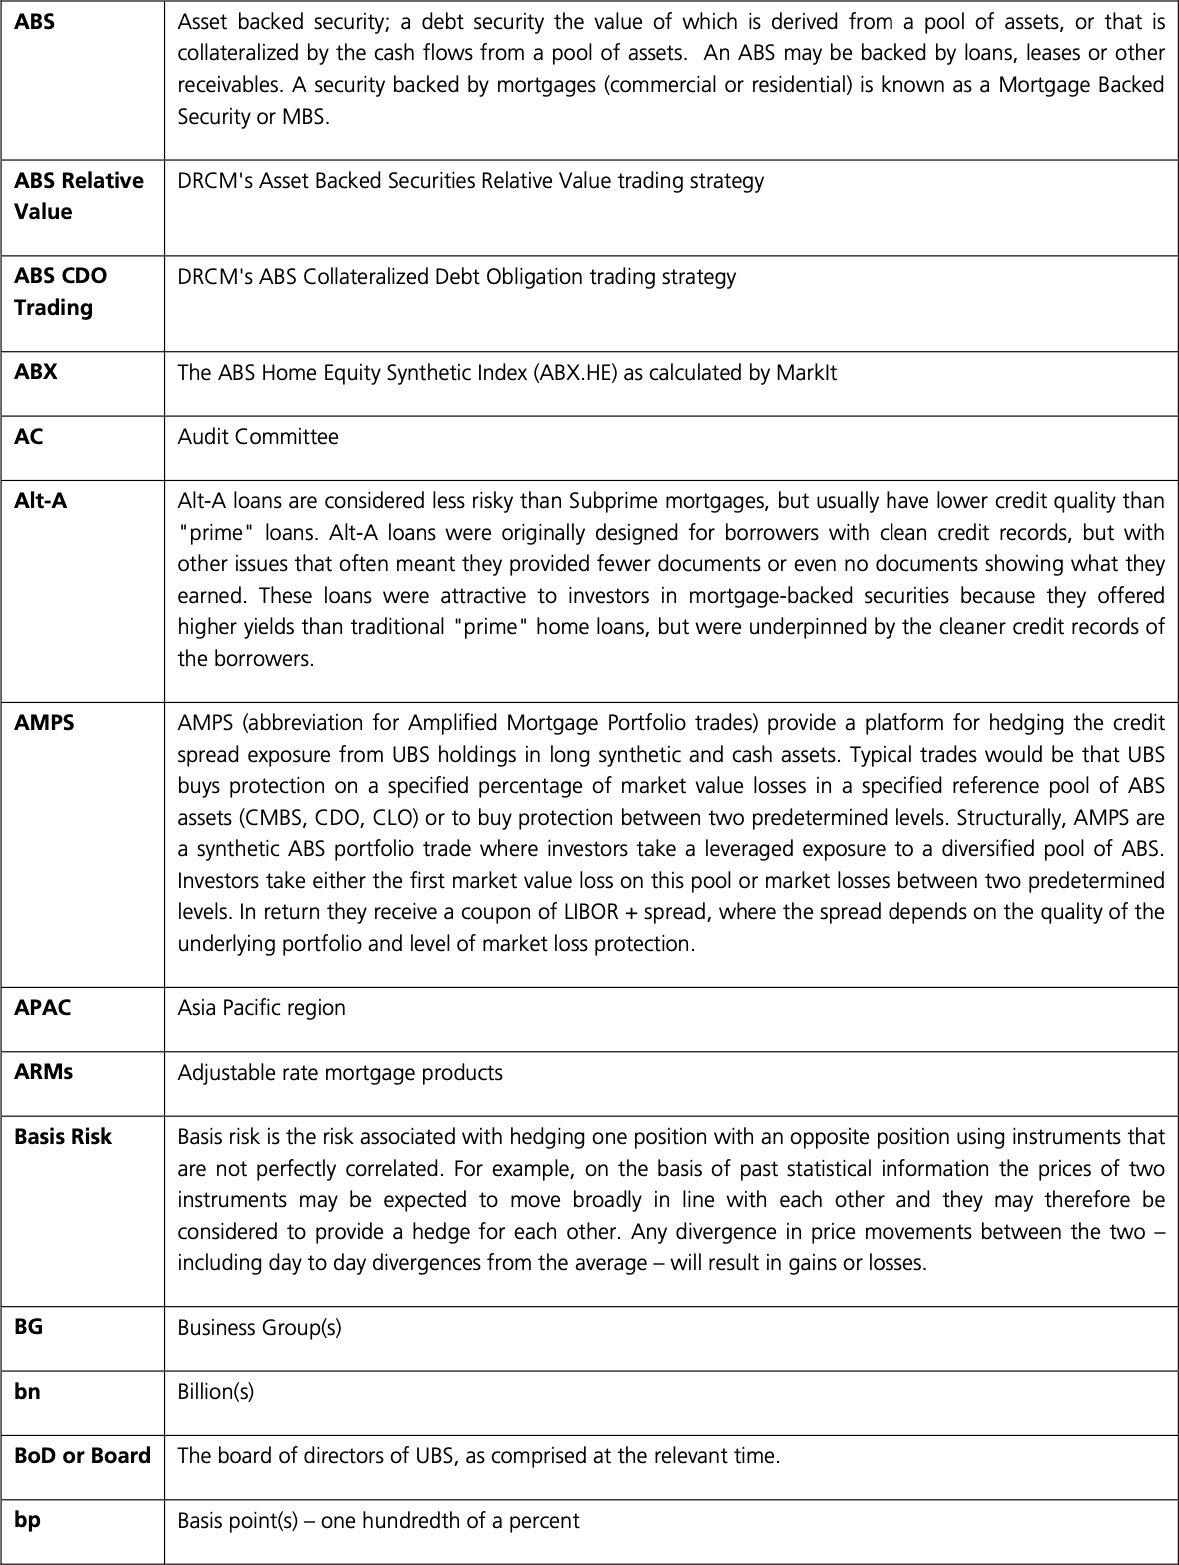 ABS
Asset backed security; a debt security the value of which is derived from a pool of assets, or that is
collateralized by the cash flows from a pool of assets.  An ABS may be backed by loans, leases or other
receivables. A security backed by mortgages (commercial or residential) is known as a Mortgage Backed
Security or MBS.
ABS Relative
Value
DRCM's Asset Backed Securities Relative Value trading strategy
ABS CDO
Trading
DRCM's ABS Collateralized Debt Obligation trading strategy
ABX
The ABS Home Equity Synthetic Index (ABX.HE) as calculated by MarkIt
AC
Audit Committee
Alt-A
Alt-A loans are considered less risky than Subprime mortgages, but usually have lower credit quality than
"prime" loans. Alt-A loans were originally designed for borrowers with clean credit records, but with
other issues that often meant they provided fewer documents or even no documents showing what they
earned. These loans were attractive to investors in mortgage-backed securities because they offered
higher yields than traditional "prime" home loans, but were underpinned by the cleaner credit records of
the borrowers.
AMPS
AMPS (abbreviation for Amplified Mortgage Portfolio trades) provide a platform for hedging the credit
spread exposure from UBS holdings in long synthetic and cash assets. Typical trades would be that UBS
buys protection on a specified percentage of market value losses in a specified reference pool of ABS
assets (CMBS, CDO, CLO) or to buy protection between two predetermined levels. Structurally, AMPS are
a synthetic ABS portfolio trade where investors take a leveraged exposure to a diversified pool of ABS.
Investors take either the first market value loss on this pool or market losses between two predetermined
levels. In return they receive a coupon of LIBOR + spread, where the spread depends on the quality of the
underlying portfolio and level of market loss protection.
APAC
Asia Pacific region
ARMs
Adjustable rate mortgage products
Basis Risk
Basis risk is the risk associated with hedging one position with an opposite position using instruments that
are not perfectly correlated. For example, on the basis of past statistical information the prices of two
instruments may be expected to move broadly in line with each other and they may therefore be
considered to provide a hedge for each other. Any divergence in price movements between the two –
including day to day divergences from the average – will result in gains or losses.
BG
Business Group(s)
bn
Billion(s)
BoD or Board
The board of directors of UBS, as comprised at the relevant time.
bp
Basis point(s) – one hundredth of a percent